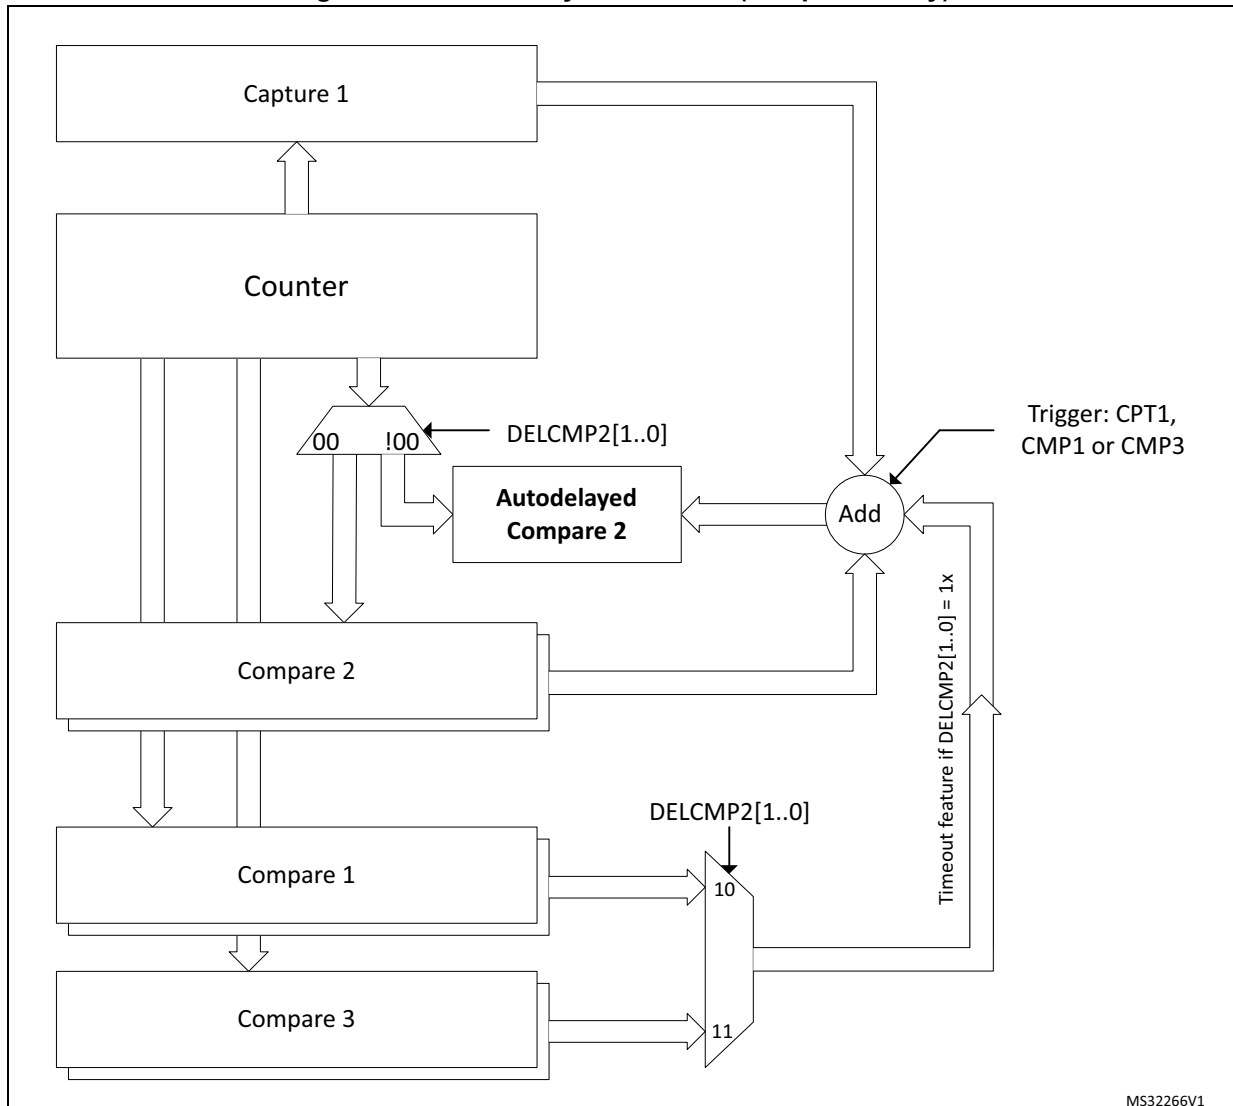 Capture 1
Counter
00
!00
DELCMP2[1..0]
Trigger: CPT1,
CMP1 or CMP3
Autodelayed
Compare 2
Add
Timeout feature if DELCMP2[1..0] = 1x
Compare 2
DELCMP2[1..0]
Compare 1
10
Compare 3
11
MS32266V1